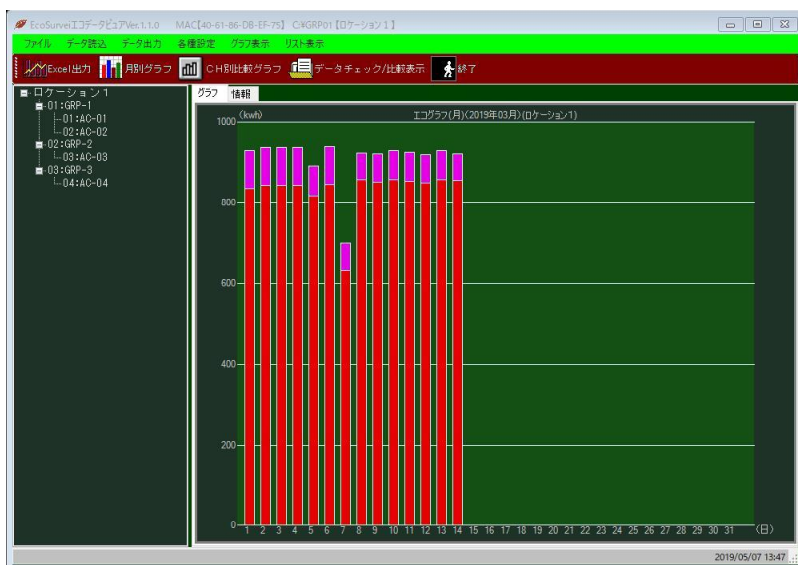 EcoSurveiエコデータビュアVer.1.1.0 MAC[40-61-86-DB-EF-75] C:¥GRP01【ロケーション１】
ファイル データ読込 データ出力 各種設定 グラフ表示 リスト表示
Excel出力 月別グラフ ＣＨ別比較グラフ データチェック/比較表示 終了
ロケーション１
01:GRP-1
01:AC-01
02:AC-02
02:GRP-2
03:AC-03
03:GRP-3
04:AC-04
グラフ 情報
(kwh) エコグラフ(月)(2019年03月)(ロケーション1)
1000
800
600
400
200
0
1 2 3 4 5 6 7 8 9 10 11 12 13 14 15 16 17 18 19 20 21 22 23 24 25 26 27 28 29 30 31 (日)
2019/05/07 13:47